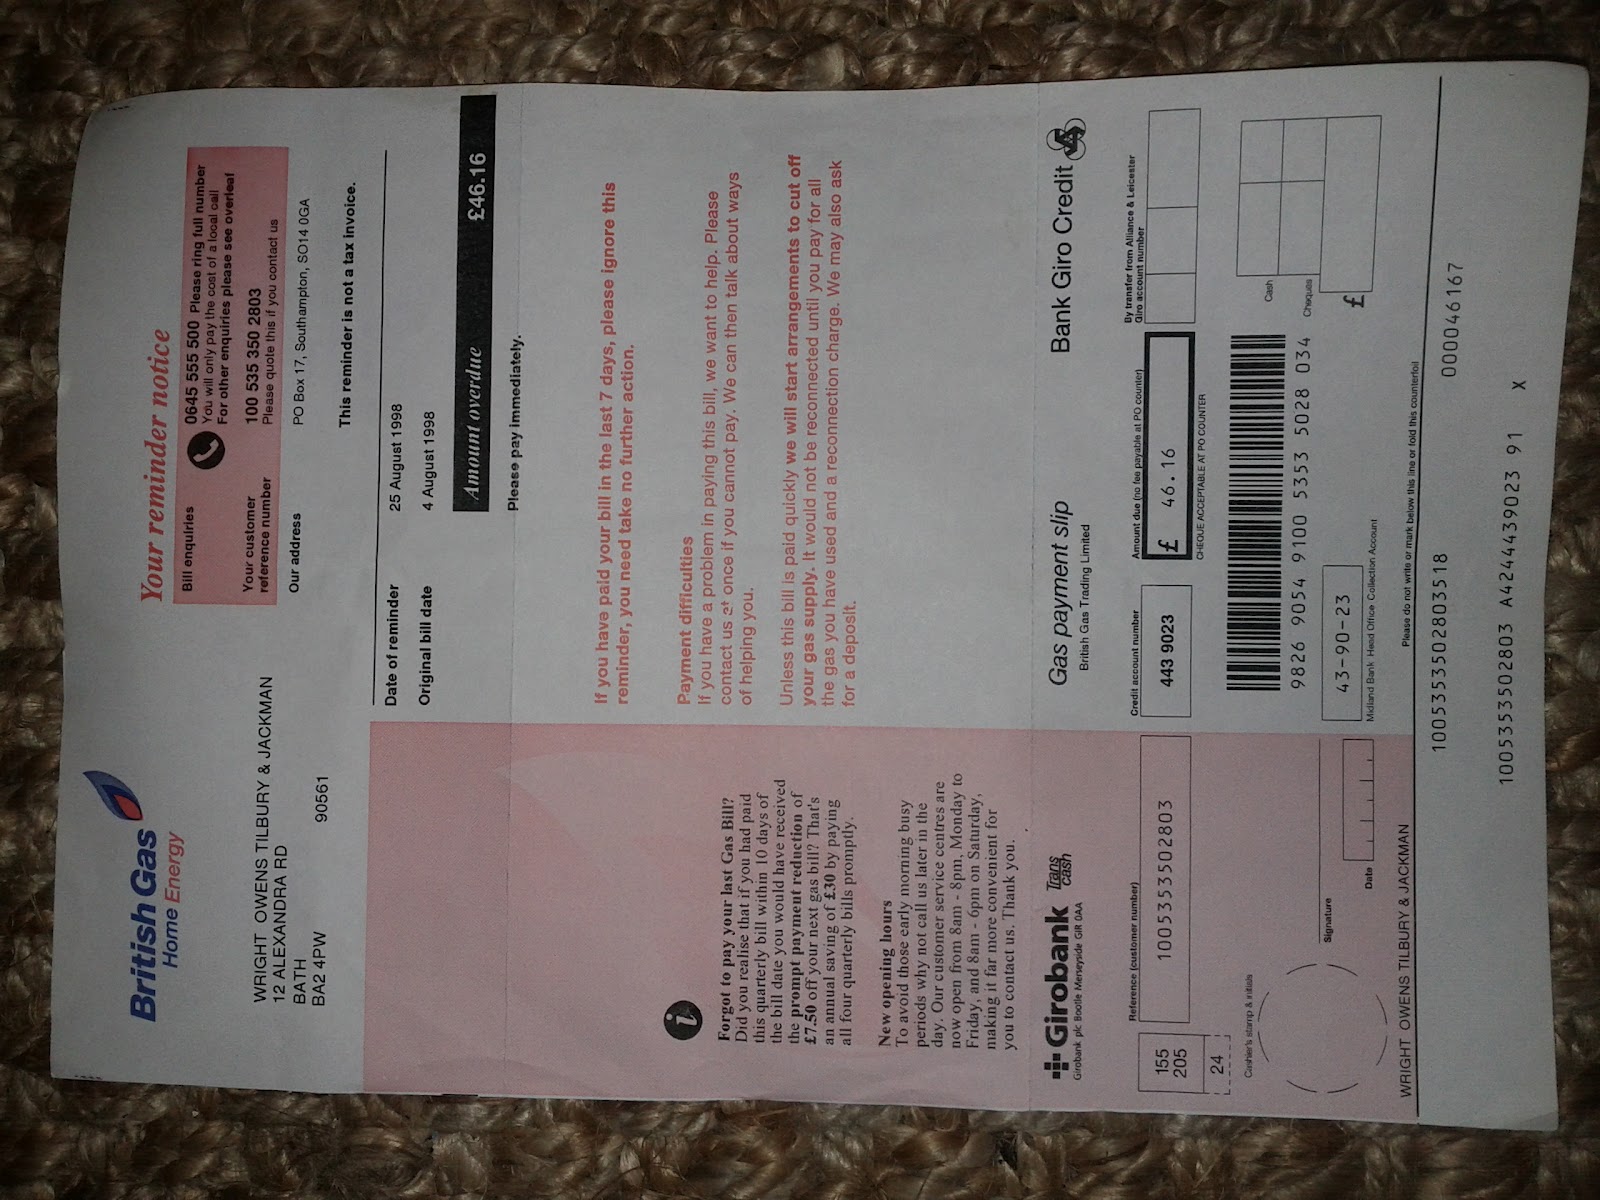 British Gas
Home Energy
Your reminder notice
Bill enquiries
0645 555 500 Please ring full number
You will only pay the cost of a local call
For other enquiries please see overleaf
Your customer
reference number
100 535 350 2803
Please quote this if you contact us
Our address
PO Box 17, Southampton, SO14 0GA
This reminder is not a tax invoice.
WRIGHT OWENS TILBURY & JACKMAN
12 ALEXANDRA RD
BATH
BA2 4PW
90561
Date of reminder 25 August 1998
Original bill date 4 August 1998
Amount overdue £46.16
Please pay immediately.
If you have paid your bill in the last 7 days, please ignore this
reminder, you need take no further action.
Payment difficulties
If you have a problem in paying this bill, we want to help. Please
contact us at once if you cannot pay. We can then talk about ways
of helping you.
Unless this bill is paid quickly we will start arrangements to cut off
your gas supply. It would not be reconnected until you pay for all
the gas you have used and a reconnection charge. We may also ask
for a deposit.
i
Forgot to pay your last Gas Bill?
Did you realise that if you had paid
this quarterly bill within 10 days of
the bill date you would have received
the prompt payment reduction of
£7.50 off your next gas bill? That's
an annual saving of £30 by paying
all four quarterly bills promptly.
New opening hours
To avoid those early morning busy
periods why not call us later in the
day. Our customer service centres are
now open from 8am - 8pm, Monday to
Friday, and 8am - 6pm on Saturday,
making it far more convenient for
you to contact us. Thank you.
Girobank Trans cash
Girobank plc Bootle Merseyside GIR 0AA
Gas payment slip
British Gas Trading Limited
Bank Giro Credit
155
205
24
Reference (customer number)
1005353502803
Credit account number
443 9023
Amount due (no fee payable at PO counter)
£ 46.16
CHEQUE ACCEPTABLE AT PO COUNTER
By transfer from Alliance & Leicester
Giro account number
Cashier's stamp & initials
Signature
Date
9826 9054 9100 5353 5028 034
43-90-23
Midland Bank Head Office Collection Account
Cash
Cheques
£
WRIGHT OWENS TILBURY & JACKMAN
Please do not write or mark below this line or fold this counterfoil
100535350280351​8 000046167
1005353502803 A4244439023 91 X